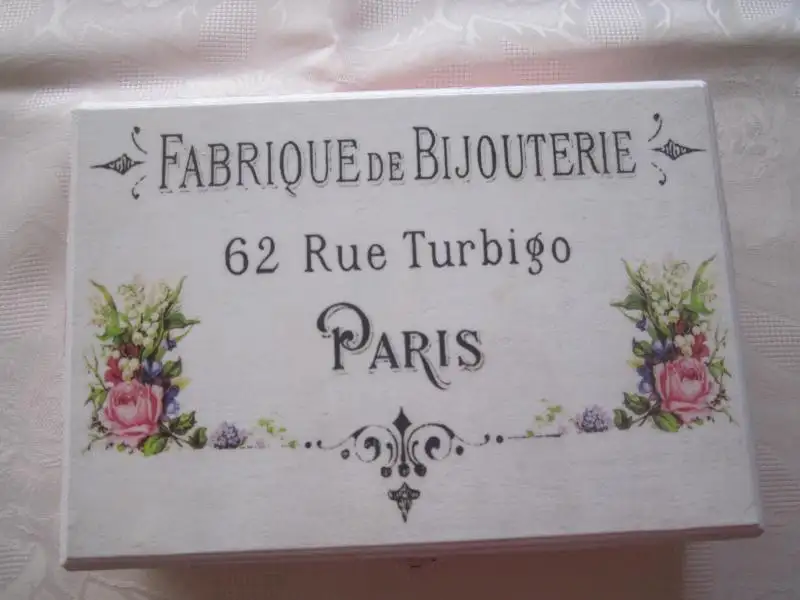 FABRIQUE DE BIJOUTERIE
62 Rue Turbigo
PARIS